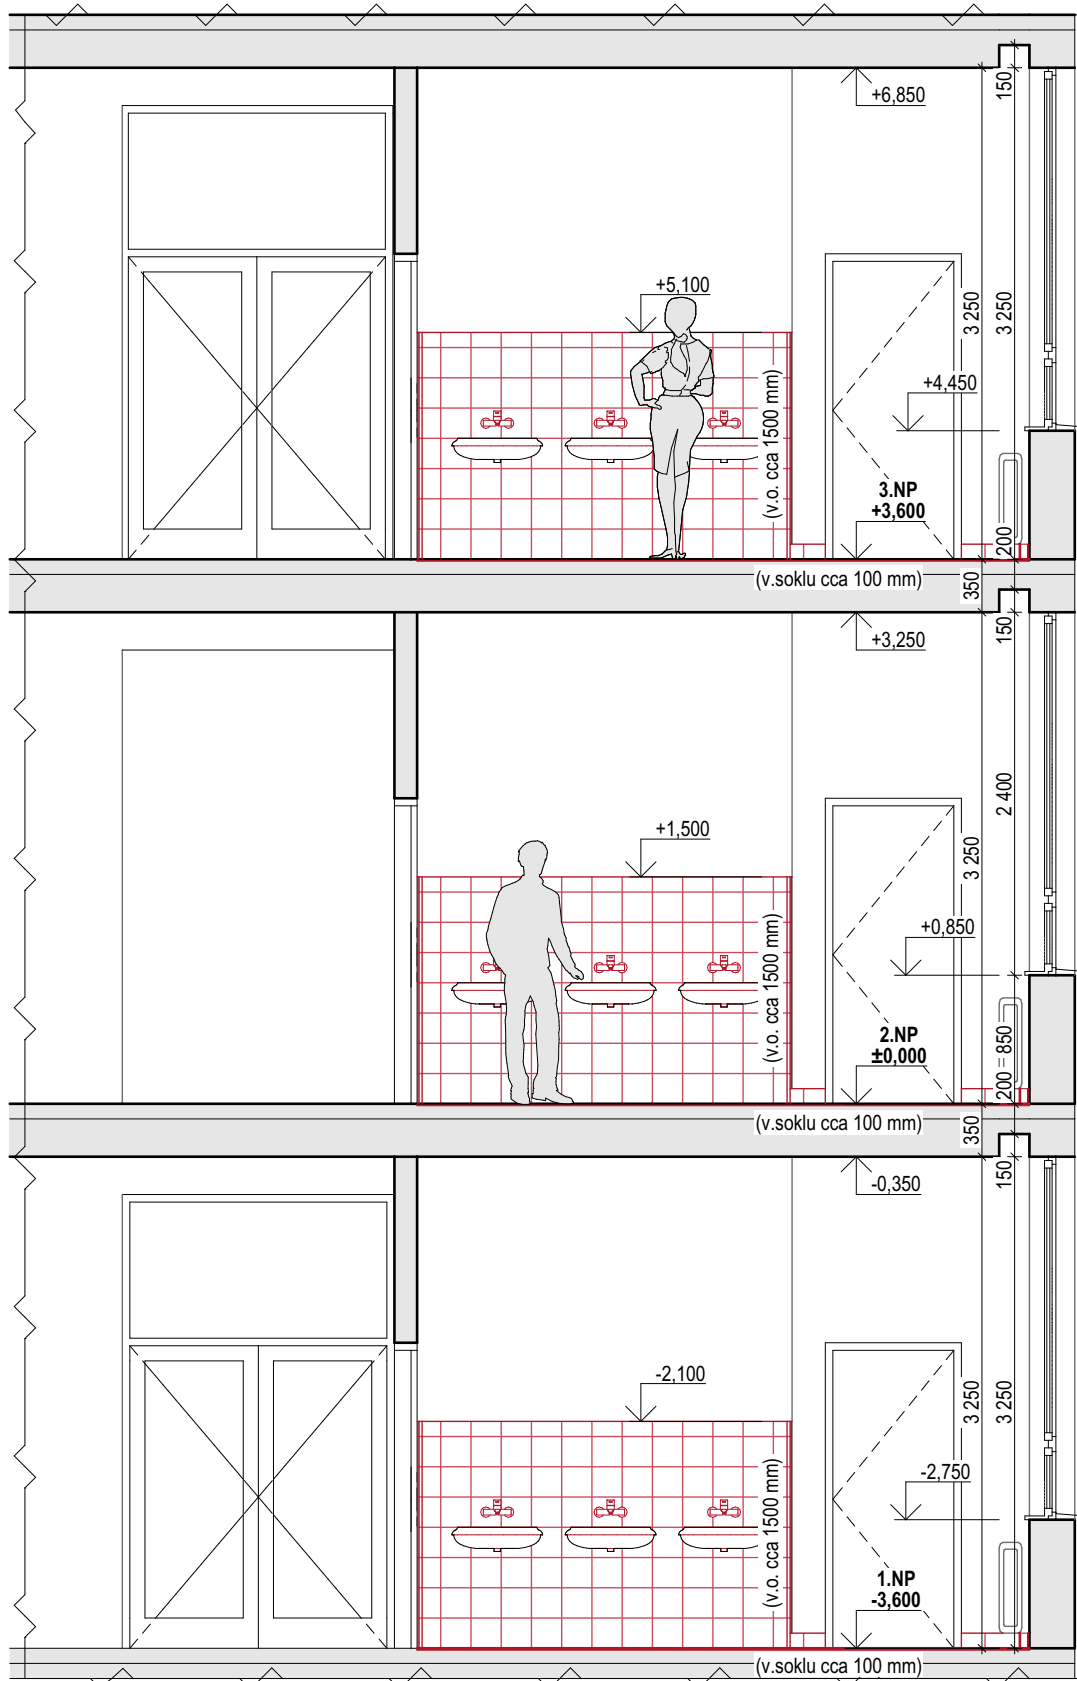 +6,850
150
+5,100
3 250
3 250
+4,450
(v.o. cca 1500 mm)
3.NP
+3,600
200
(v.soklu cca 100 mm)
350
150
+3,250
2 400
+1,500
3 250
+0,850
(v.o. cca 1500 mm)
2.NP
±0,000
850
200
(v.soklu cca 100 mm)
350
150
-0,350
-2,100
3 250
3 250
-2,750
(v.o. cca 1500 mm)
1.NP
-3,600
(v.soklu cca 100 mm)